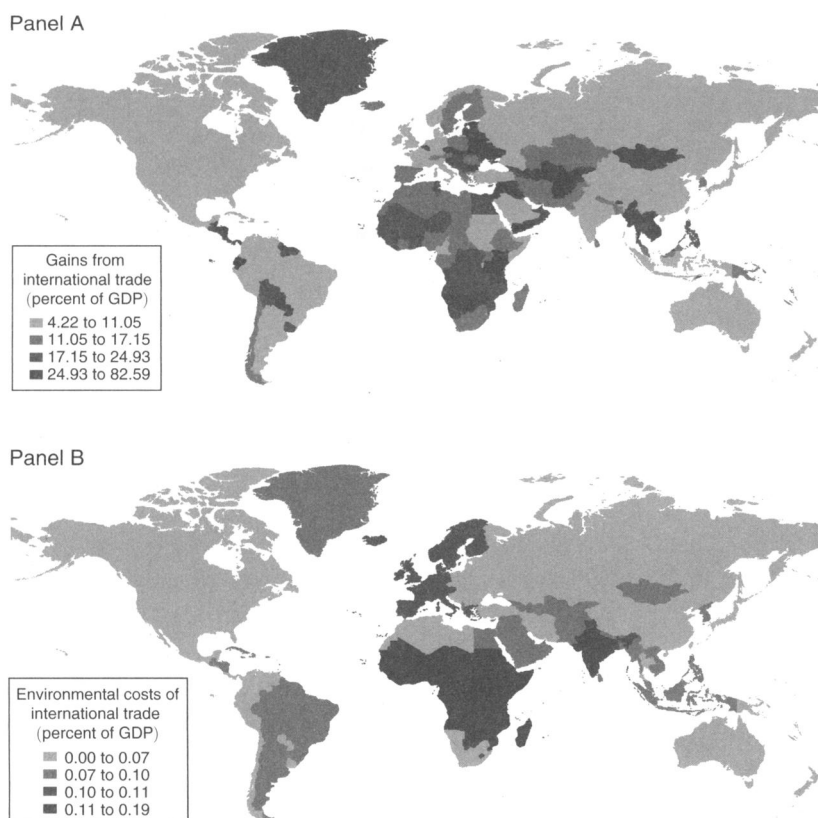 Panel A
Gains from
international trade
(percent of GDP)
4.22 to 11.05
11.05 to 17.15
17.15 to 24.93
24.93 to 82.59
Panel B
Environmental costs of
international trade
(percent of GDP)
0.00 to 0.07
0.07 to 0.10
0.10 to 0.11
0.11 to 0.19